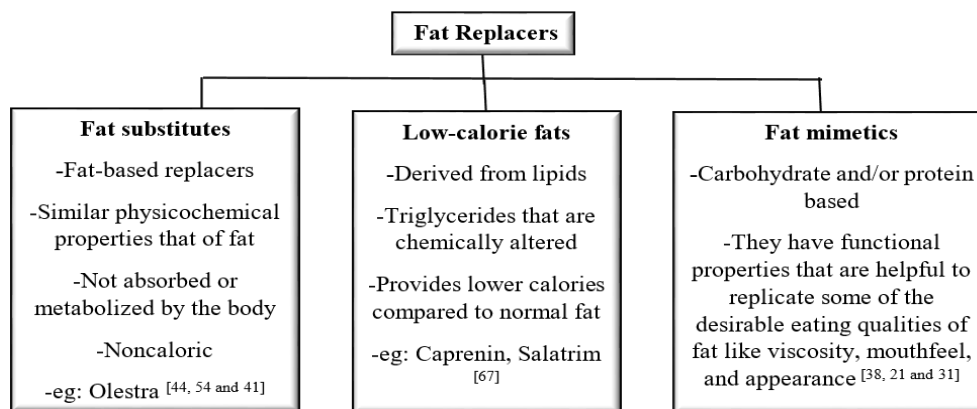 Fat Replacers
Fat substitutes
-Fat-based replacers
-Similar physicochemical
properties that of fat
-Not absorbed or
metabolized by the body
-Noncaloric
-eg: Olestra [44, 54 and 41]
Low-calorie fats
-Derived from lipids
-Triglycerides that are
chemically altered
-Provides lower calories
compared to normal fat
-eg: Caprenin, Salatrim
[67]
Fat mimetics
-Carbohydrate and/or protein
based
-They have functional
properties that are helpful to
replicate some of the
desirable eating qualities of
fat like viscosity, mouthfeel,
and appearance [38, 21 and 31]